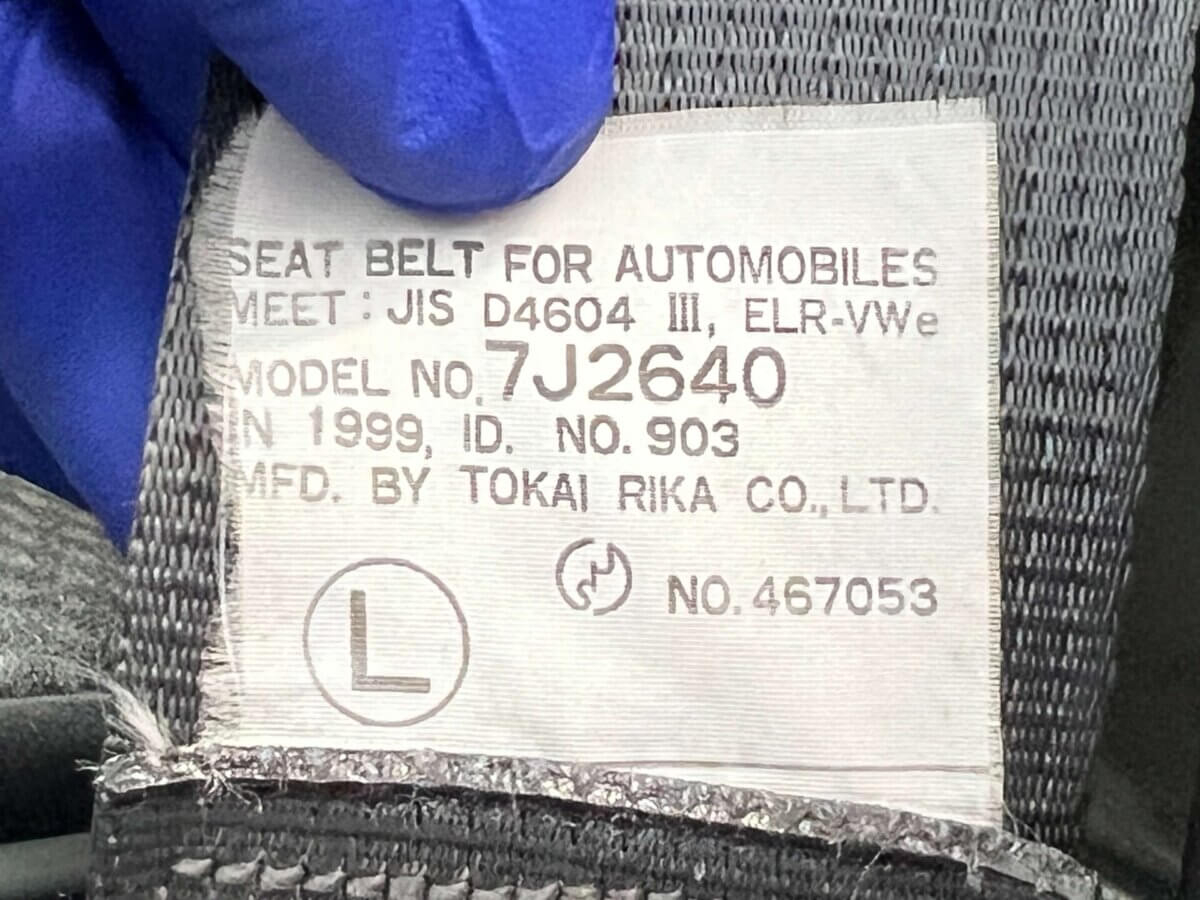 SEAT BELT FOR AUTOMOBILES
MEET : JIS D4604 III, ELR-VWe
MODEL NO. 7J2640
IN 1999, ID. NO. 903
MFD. BY TOKAI RIKA CO., LTD.
NO. 467053
L